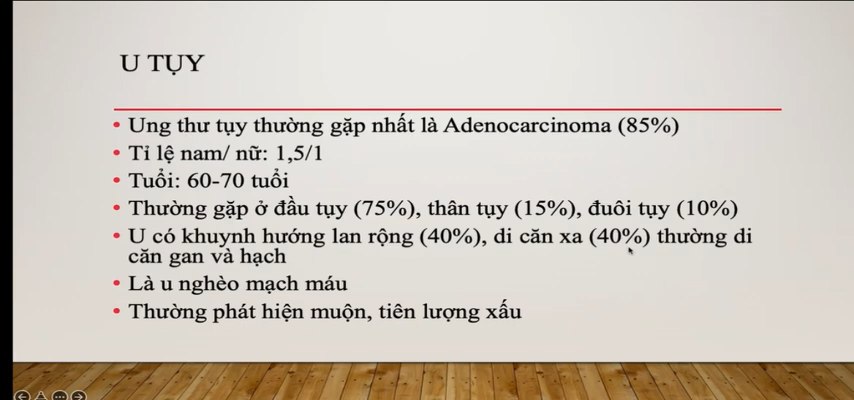 U TỤY
• Ung thư tụy thường gặp nhất là Adenocarcinoma (85%)
• Tỉ lệ nam/ nữ: 1,5/1
• Tuổi: 60-70 tuổi
• Thường gặp ở đầu tụy (75%), thân tụy (15%), đuôi tụy (10%)
• U có khuynh hướng lan rộng (40%), di căn xa (40%) thường di
căn gan và hạch
• Là u nghèo mạch máu
• Thường phát hiện muộn, tiên lượng xấu